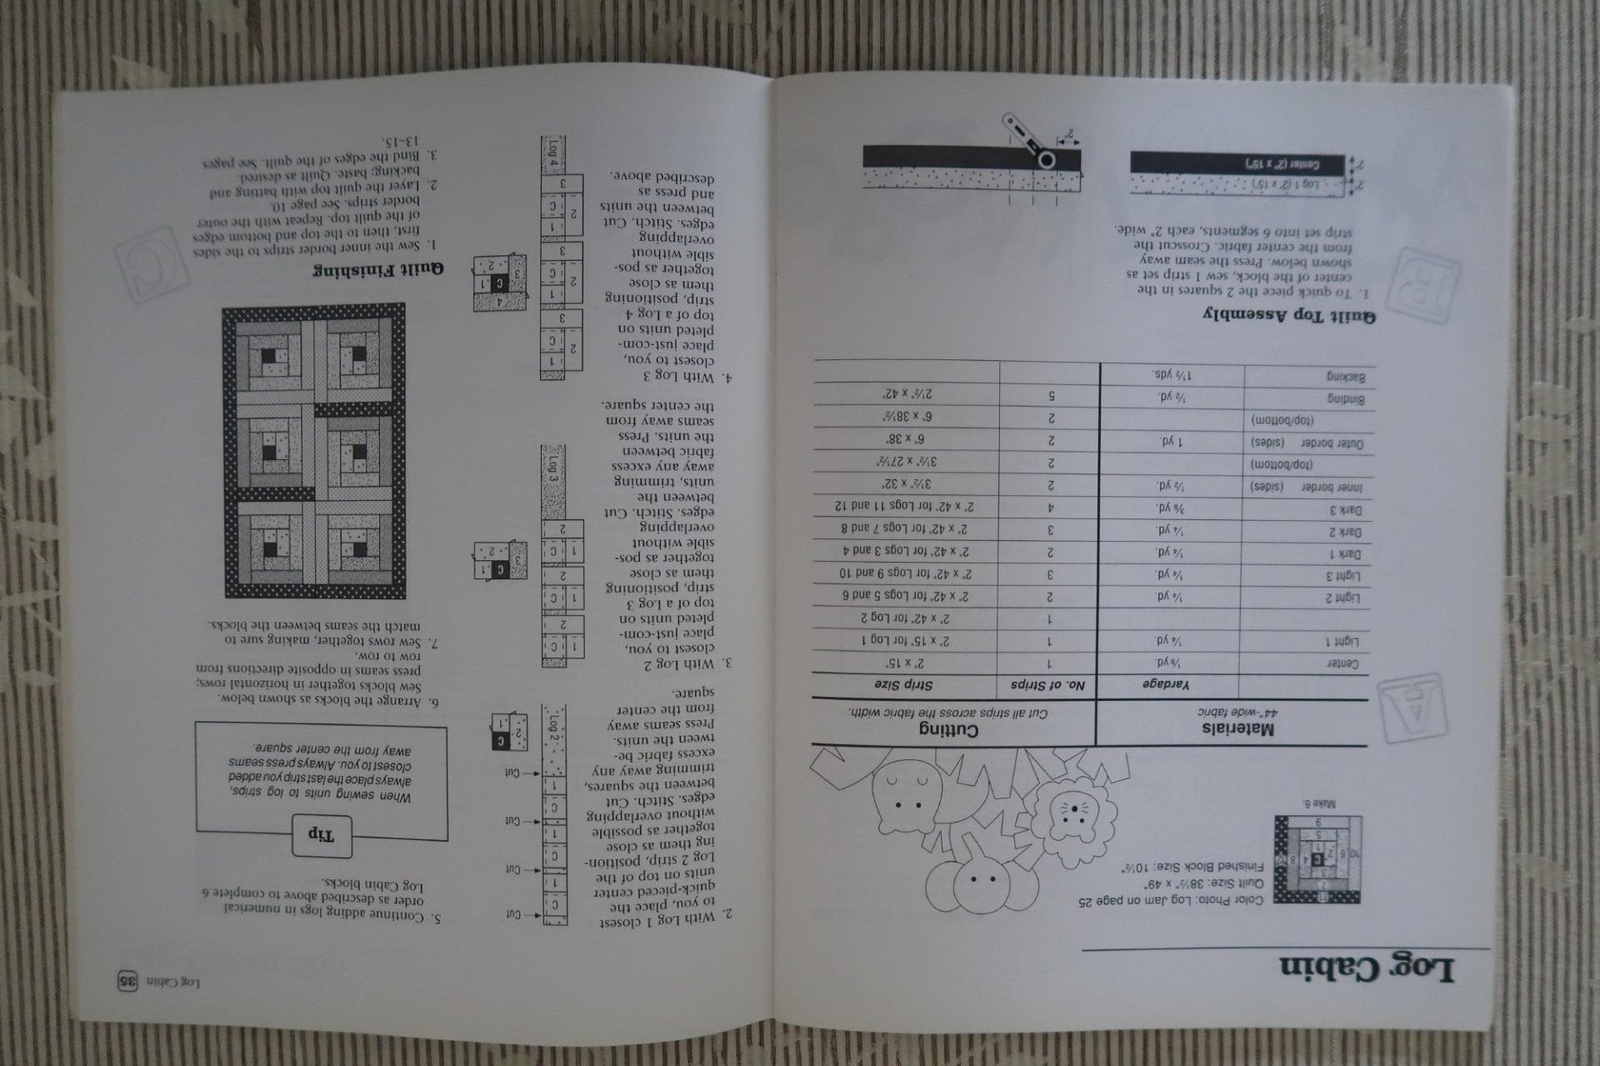 Log Cabin
Color Photo: Log Jam on page 25
Quilt Size: 38½" x 49"
Finished Block Size: 10½"
Make 6.
Materials
44"-wide fabric
Cutting
Cut all strips across the fabric width.
Yardage No. of Strips Strip Size
Center ⅛ yd. 1 2" x 15"
Light 1 ¼ yd. 1 2" x 15" for Log 1
1 2" x 42" for Log 2
Light 2 ¼ yd. 2 2" x 42" for Logs 5 and 6
Light 3 ¼ yd. 3 2" x 42" for Logs 9 and 10
Dark 1 ¼ yd. 2 2" x 42" for Logs 3 and 4
Dark 2 ¼ yd. 3 2" x 42" for Logs 7 and 8
Dark 3 ⅜ yd. 4 2" x 42" for Logs 11 and 12
Inner border (sides) ½ yd. 2 3½" x 32"
(top/bottom) 2 3½" x 27½"
Outer border (sides) 1 yd. 2 6" x 38"
(top/bottom) 2 6" x 38½"
Binding ½ yd. 5 2½" x 42"
Backing 1½ yds.
Quilt Top Assembly
1. To quick piece the 2 squares in the
center of the block, sew 1 strip set as
shown below. Press the seam away
from the center fabric. Crosscut the
strip set into 6 segments, each 2" wide.
2"
2"
Log 1 (2" x 15")
Center (2" x 15")
2"
A
B
Log Cabin 35
2. With Log 1 closest
to you, place the
quick-pieced center
units on top of the
Log 2 strip, position-
ing them as close
together as possible
without overlapping
edges. Stitch. Cut
between the squares,
trimming away any
excess fabric be-
tween the units.
Press seams away
from the center
square.
Cut
Cut
Cut
Cut
Log 2
3. With Log 2
closest to you,
place just-com-
pleted units on
top of a Log 3
strip, positioning
them as close
together as pos-
sible without
overlapping
edges. Stitch. Cut
between the
units, trimming
away any excess
fabric between
the units. Press
seams away from
the center square.
Log 3
4. With Log 3
closest to you,
place just-com-
pleted units on
top of a Log 4
strip, positioning
them as close
together as pos-
sible without
overlapping
edges. Stitch. Cut
between the units
and press as
described above.
Log 4
5. Continue adding logs in numerical
order as described above to complete 6
Log Cabin blocks.
Tip
When sewing units to log strips,
always place the last strip you added
closest to you. Always press seams
away from the center square.
6. Arrange the blocks as shown below.
Sew blocks together in horizontal rows;
press seams in opposite directions from
row to row.
7. Sew rows together, making sure to
match the seams between the blocks.
Quilt Finishing
1. Sew the inner border strips to the sides
first, then to the top and bottom edges
of the quilt top. Repeat with the outer
border strips. See page 10.
2. Layer the quilt top with batting and
backing; baste. Quilt as desired.
3. Bind the edges of the quilt. See pages
13–15.
C